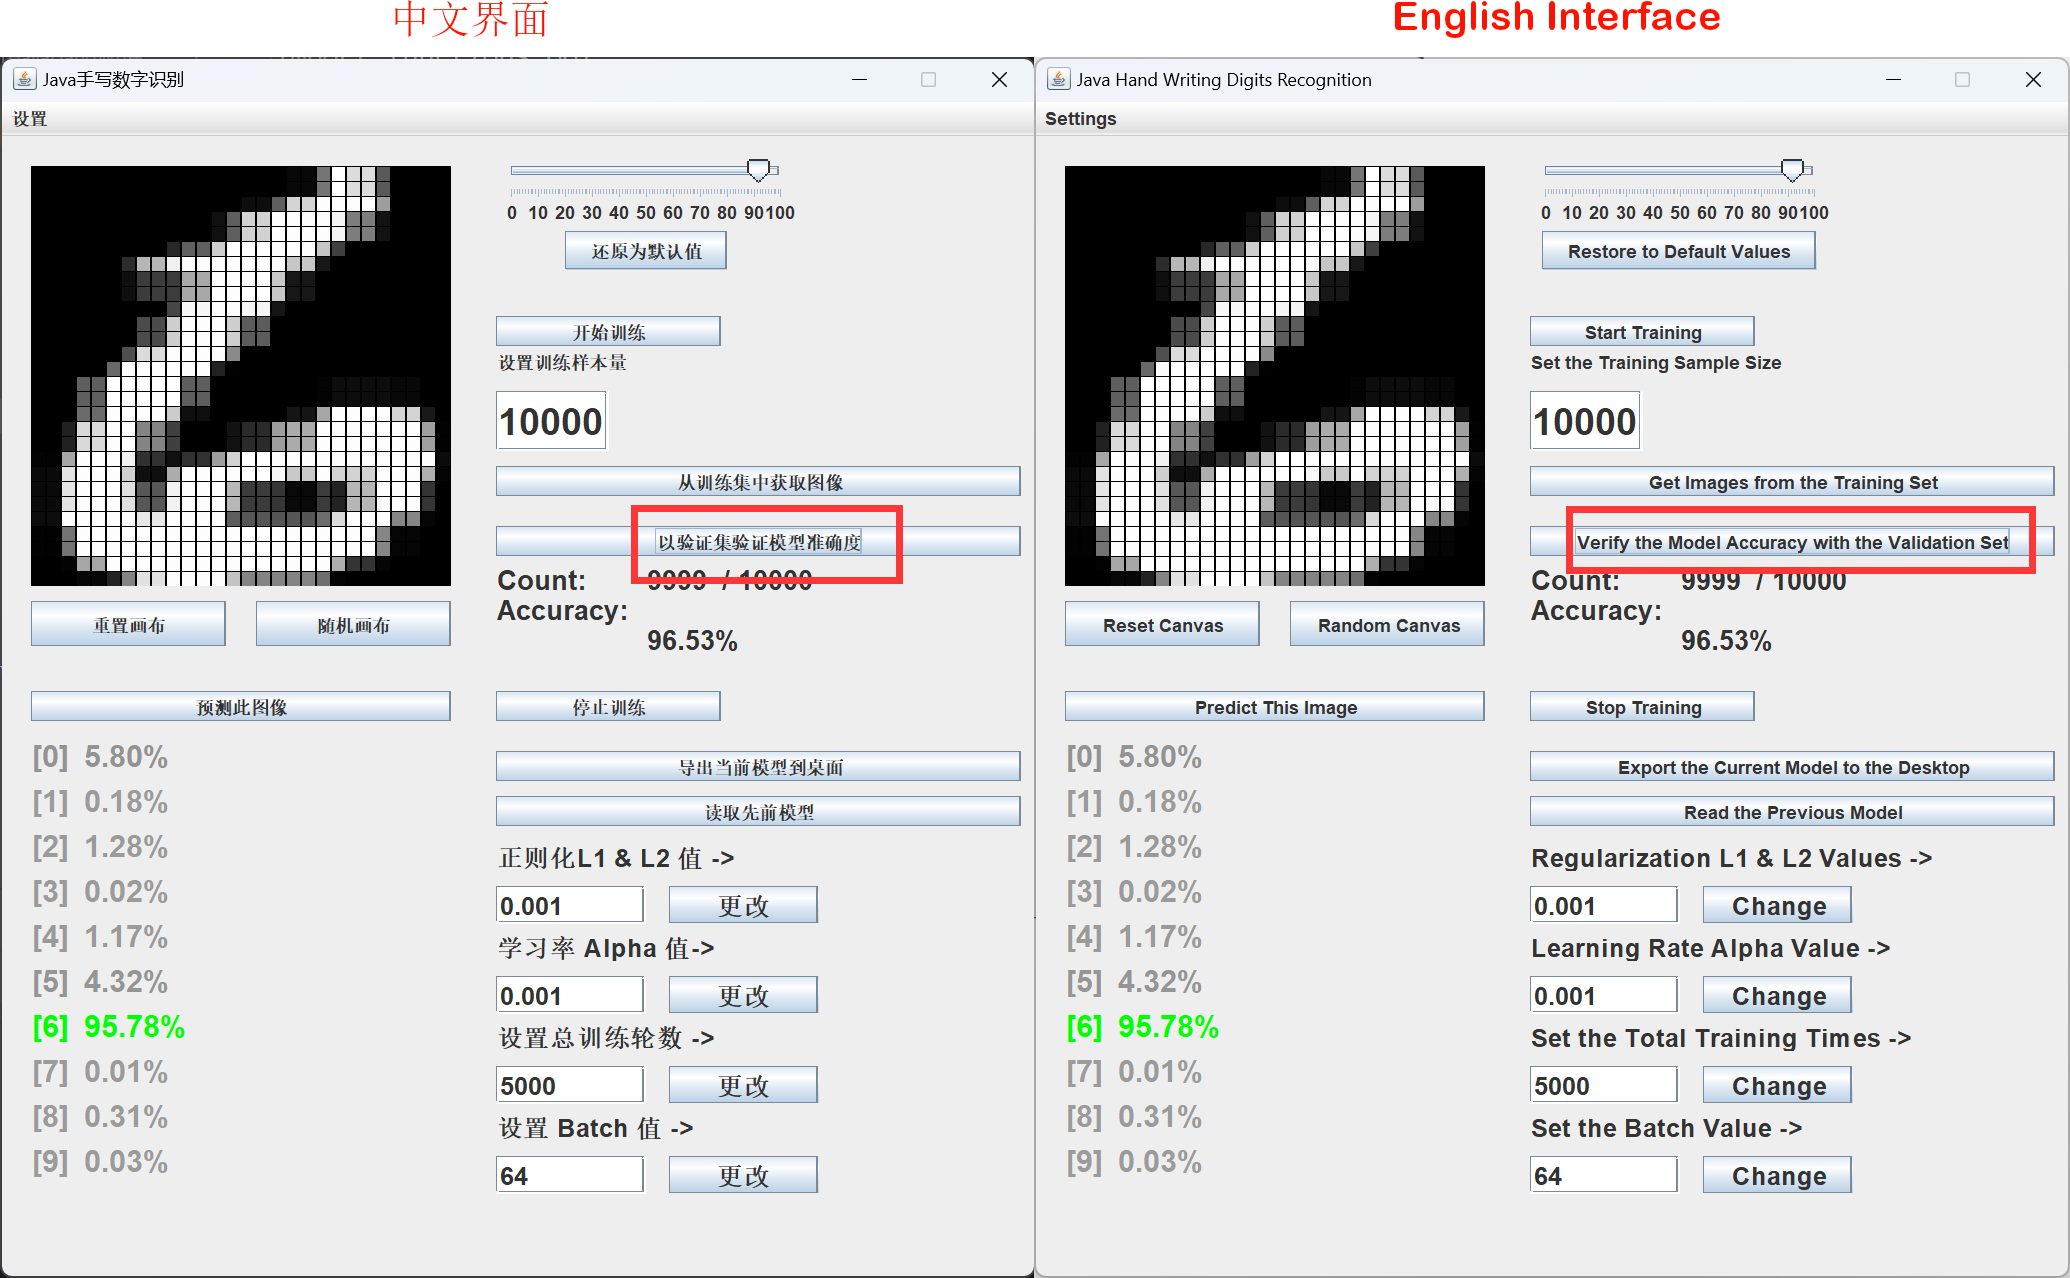 中文界面
English Interface
Java手写数字识别
设置
0 10 20 30 40 50 60 70 80 90100
还原为默认值
开始训练
设置训练样本量
10000
从训练集中获取图像
以验证集验证模型准确度
Count: 9999 / 10000
Accuracy:
96.53%
重置画布
随机画布
预测此图像
停止训练
[0] 5.80%
[1] 0.18%
[2] 1.28%
[3] 0.02%
[4] 1.17%
[5] 4.32%
[6] 95.78%
[7] 0.01%
[8] 0.31%
[9] 0.03%
导出当前模型到桌面
读取先前模型
正则化L1 & L2 值 ->
0.001 更改
学习率 Alpha 值->
0.001 更改
设置总训练轮数 ->
5000 更改
设置 Batch 值 ->
64 更改
Java Hand Writing Digits Recognition
Settings
0 10 20 30 40 50 60 70 80 90100
Restore to Default Values
Start Training
Set the Training Sample Size
10000
Get Images from the Training Set
Verify the Model Accuracy with the Validation Set
Count: 9999 / 10000
Accuracy:
96.53%
Reset Canvas
Random Canvas
Predict This Image
Stop Training
[0] 5.80%
[1] 0.18%
[2] 1.28%
[3] 0.02%
[4] 1.17%
[5] 4.32%
[6] 95.78%
[7] 0.01%
[8] 0.31%
[9] 0.03%
Export the Current Model to the Desktop
Read the Previous Model
Regularization L1 & L2 Values ->
0.001 Change
Learning Rate Alpha Value ->
0.001 Change
Set the Total Training Times ->
5000 Change
Set the Batch Value ->
64 Change